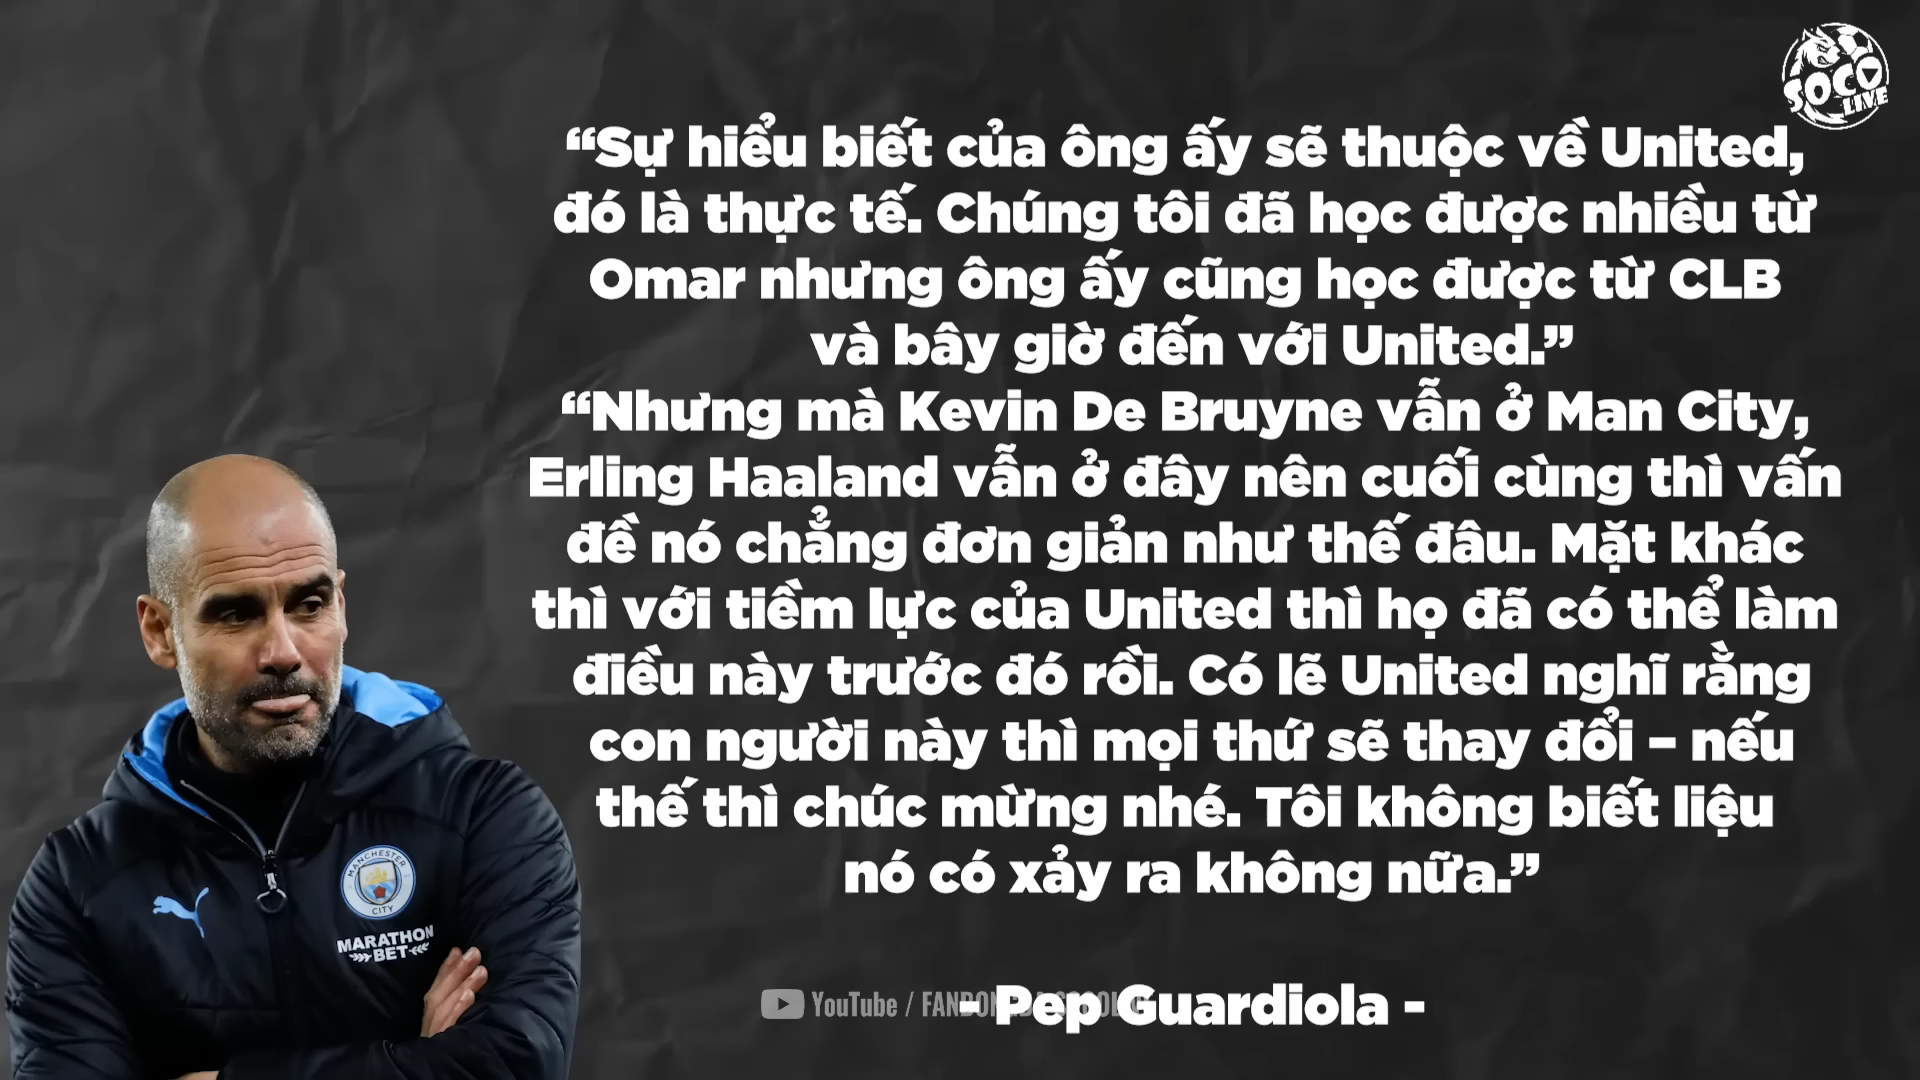 SOCO
LIVE
“Sự hiểu biết của ông ấy sẽ thuộc về United,
đó là thực tế. Chúng tôi đã học được nhiều từ
Omar nhưng ông ấy cũng học được từ CLB
và bây giờ đến với United.”
“Nhưng mà Kevin De Bruyne vẫn ở Man City,
Erling Haaland vẫn ở đây nên cuối cùng thì vấn
đề nó chẳng đơn giản như thế đâu. Mặt khác
thì với tiềm lực của United thì họ đã có thể làm
điều này trước đó rồi. Có lẽ United nghĩ rằng
con người này thì mọi thứ sẽ thay đổi – nếu
thế thì chúc mừng nhé. Tôi không biết liệu
nó có xảy ra không nữa.”
MANCHESTER
CITY
MARATHON
BET
YouTube /
- Pep Guardiola -